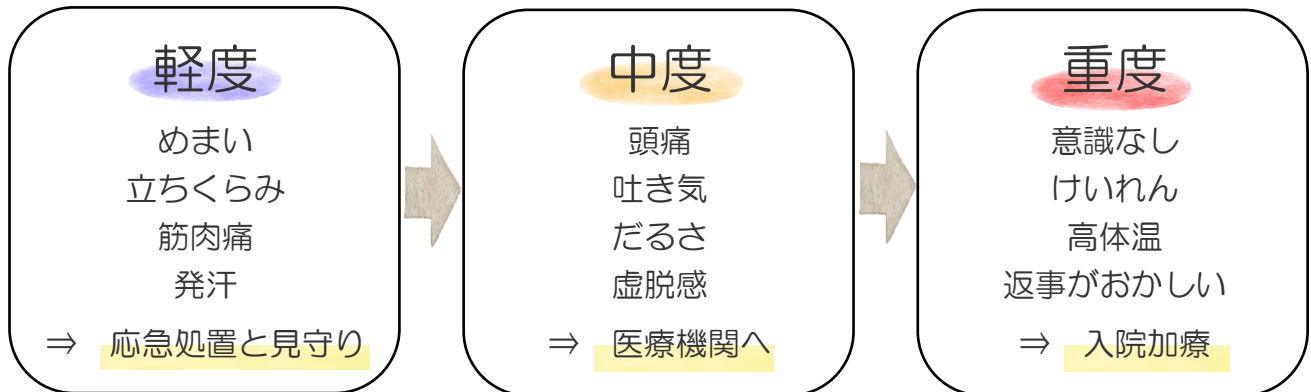 軽度
めまい
立ちくらみ
筋肉痛
発汗
⇒ 応急処置と見守り
中度
頭痛
吐き気
だるさ
虚脱感
⇒ 医療機関へ
重度
意識なし
けいれん
高体温
返事がおかしい
⇒ 入院加療